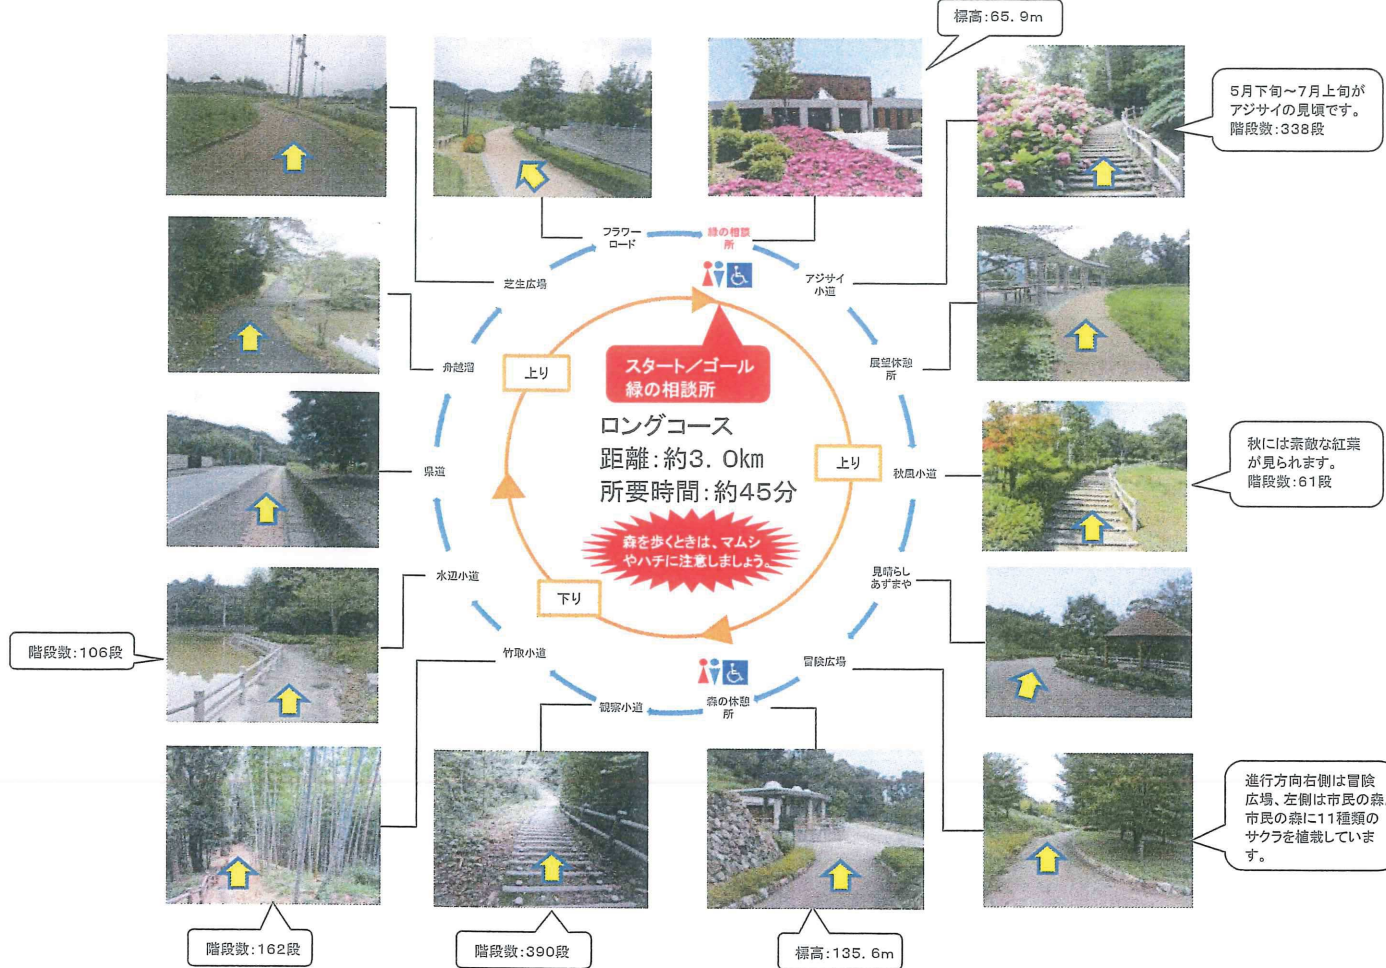 標高:65.9m
5月下旬～7月上旬が
アジサイの見頃です。
階段数:338段
フラワー
ロード
緑の相談
所
アジサイ
小道
芝生広場
展望休憩
所
舟越溜
上り
スタート／ゴール
緑の相談所
ロングコース
距離:約3.0km
所要時間:約45分
上り
秋風小道
県道
秋には素敵な紅葉
が見られます。
階段数:61段
森を歩くときは、マムシ
やハチに注意しましょう。
水辺小道
下り
見晴らし
あずまや
階段数:106段
竹取小道
冒険広場
観察小道
森の休憩
所
進行方向右側は冒険
広場、左側は市民の森。
市民の森に11種類の
サクラを植栽していま
す。
階段数:162段
階段数:390段
標高:135.6m